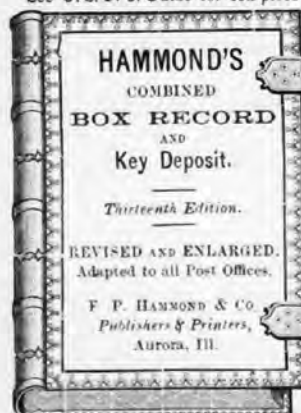 HAMMOND'S
COMBINED
BOX RECORD
AND
Key Deposit.
Thirteenth Edition.
REVISED AND ENLARGED.
Adapted to all Post Offices.
F. P. HAMMOND & CO
Publishers & Printers,
Aurora, Ill.